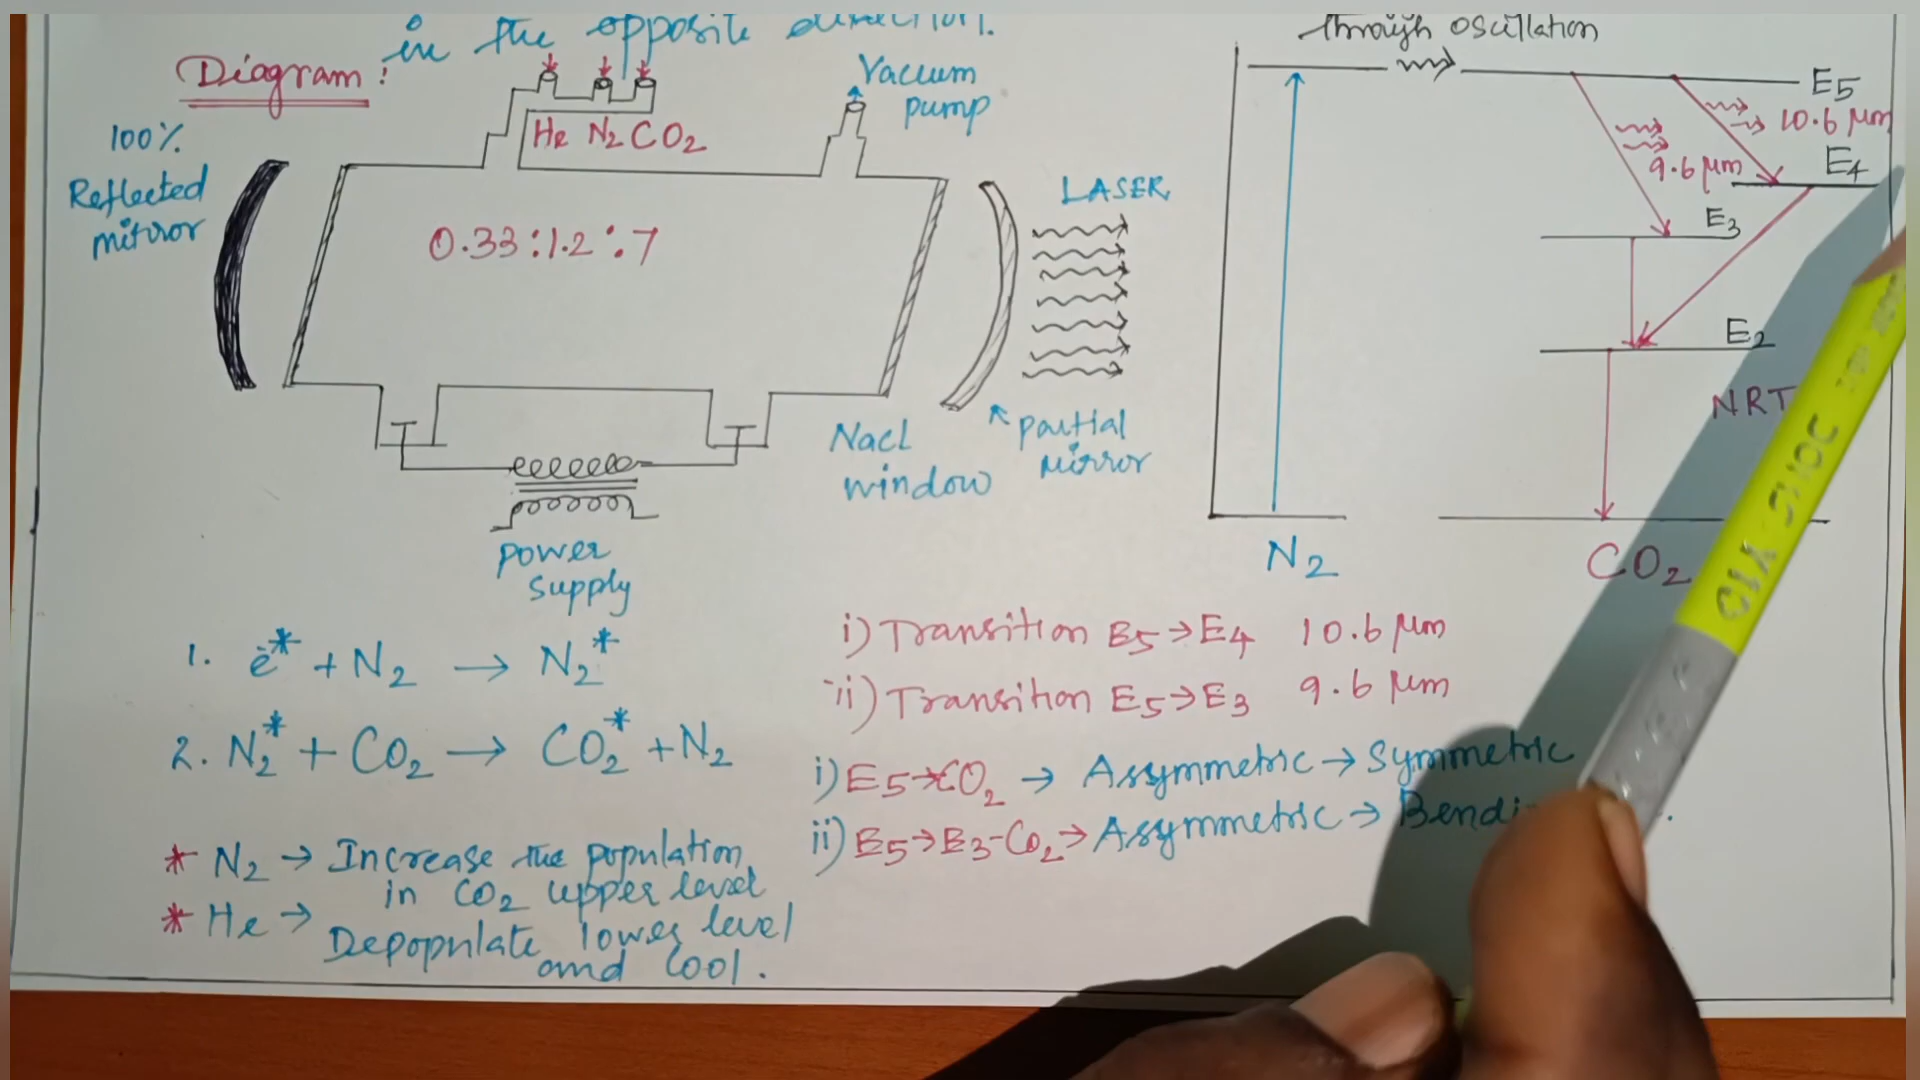 in the opposite direction.
Diagram:
100%
Reflected
mirror
He N2 CO2
Vacuum
pump
0.33:1.2:7
LASER
NaCl
window
partial
mirror
power
supply
through oscillation
E5
10.6 μm
9.6 μm
E4
E3
E2
NRT
N2
CO2
1. e* + N2 → N2*
2. N2* + CO2 → CO2* + N2
* N2 → Increase the population
in CO2 upper level
* He → Depopulate lower level
and cool.
i) Transition E5→E4 10.6 μm
ii) Transition E5→E3 9.6 μm
i) E5→CO2 → Assymmetric → Symmetric
ii) E5→E3-CO2→ Asymmetric → Bendi